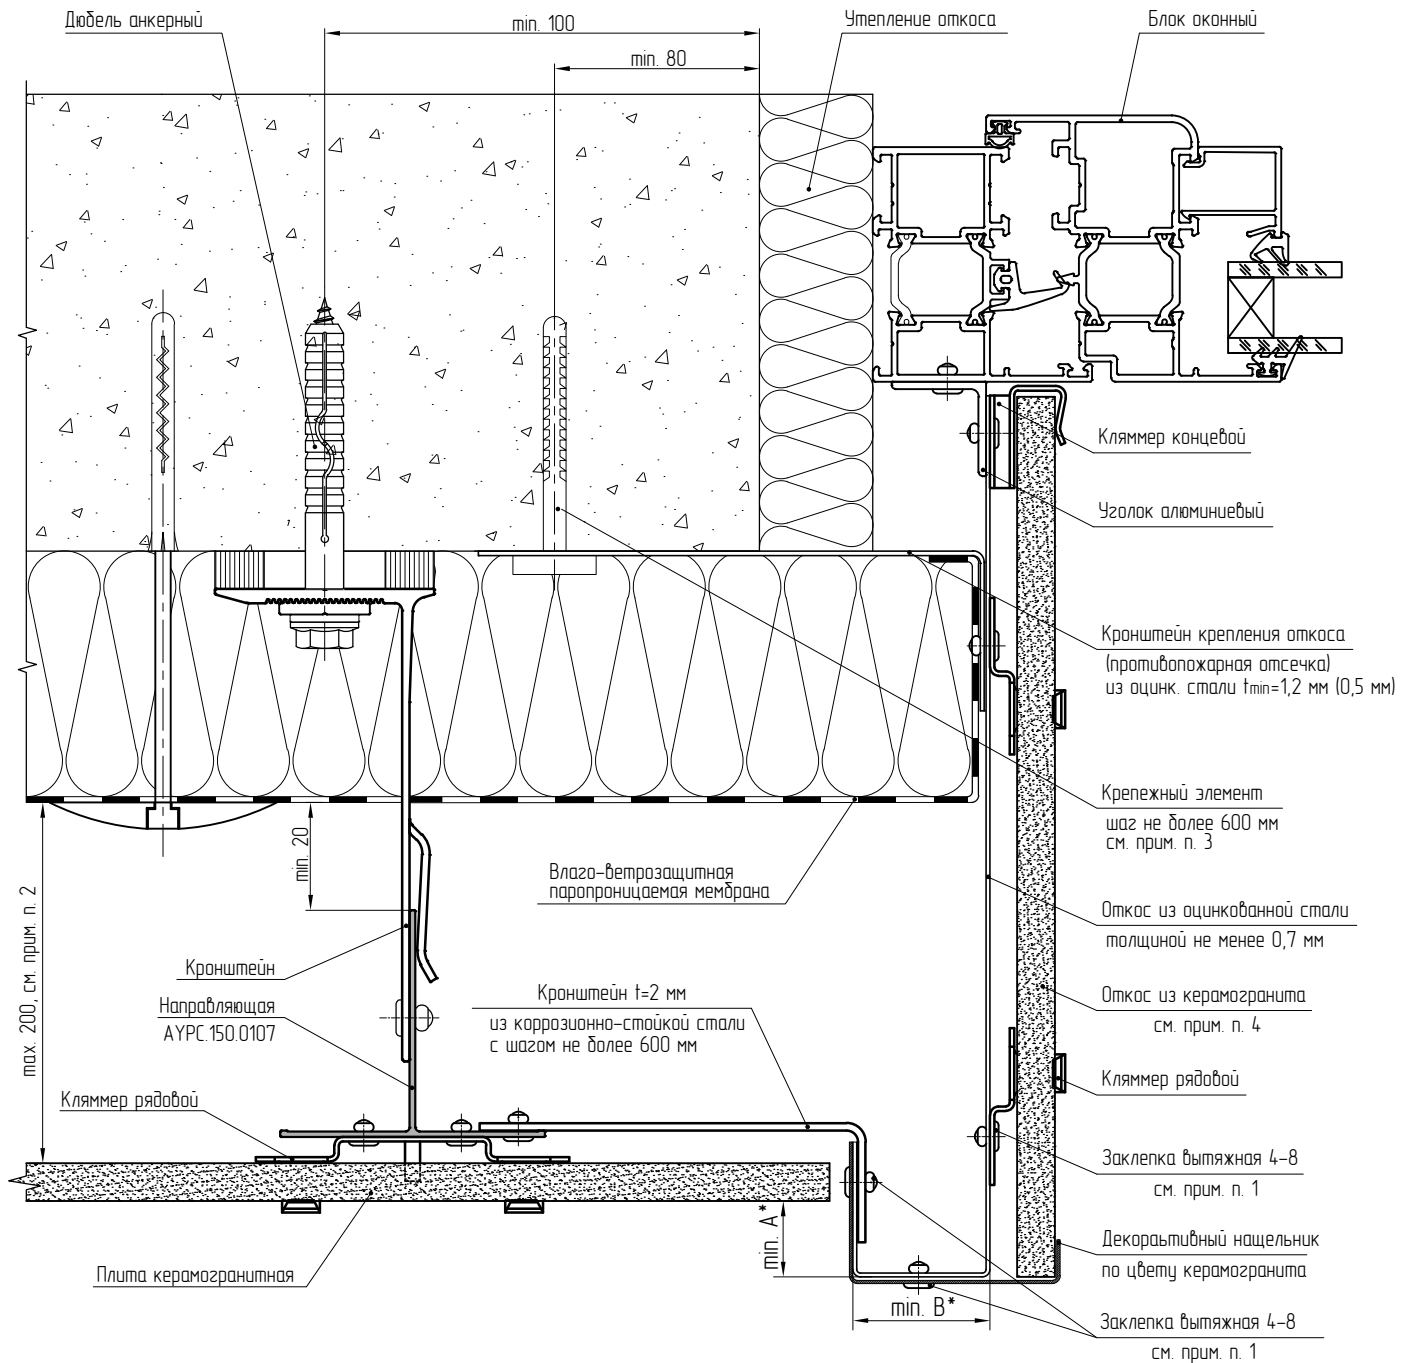 Дюбель анкерный
min. 100
Утепление откоса
Блок оконный
min. 80
Кляммер концевой
Уголок алюминиевый
Кронштейн крепления откоса
(противопожарная отсечка)
из оцинк. стали tmin=1,2 мм (0,5 мм)
Крепежный элемент
шаг не более 600 мм
см. прим. п. 3
min. 20
Влаго-ветрозащитная
паропроницаемая мембрана
max. 200, см. прим. п. 2
Откос из оцинкованной стали
толщиной не менее 0,7 мм
Кронштейн
Направляющая
АYPC.150.0107
Кронштейн t=2 мм
из коррозионно-стойкой стали
с шагом не более 600 мм
Откос из керамогранита
см. прим. п. 4
Кляммер рядовой
Кляммер рядовой
Заклепка вытяжная 4-8
см. прим. п. 1
min. А*
Декораьтивный нащельник
по цвету керамогранита
Плита керамогранитная
min. В*
Заклепка вытяжная 4-8
см. прим. п. 1